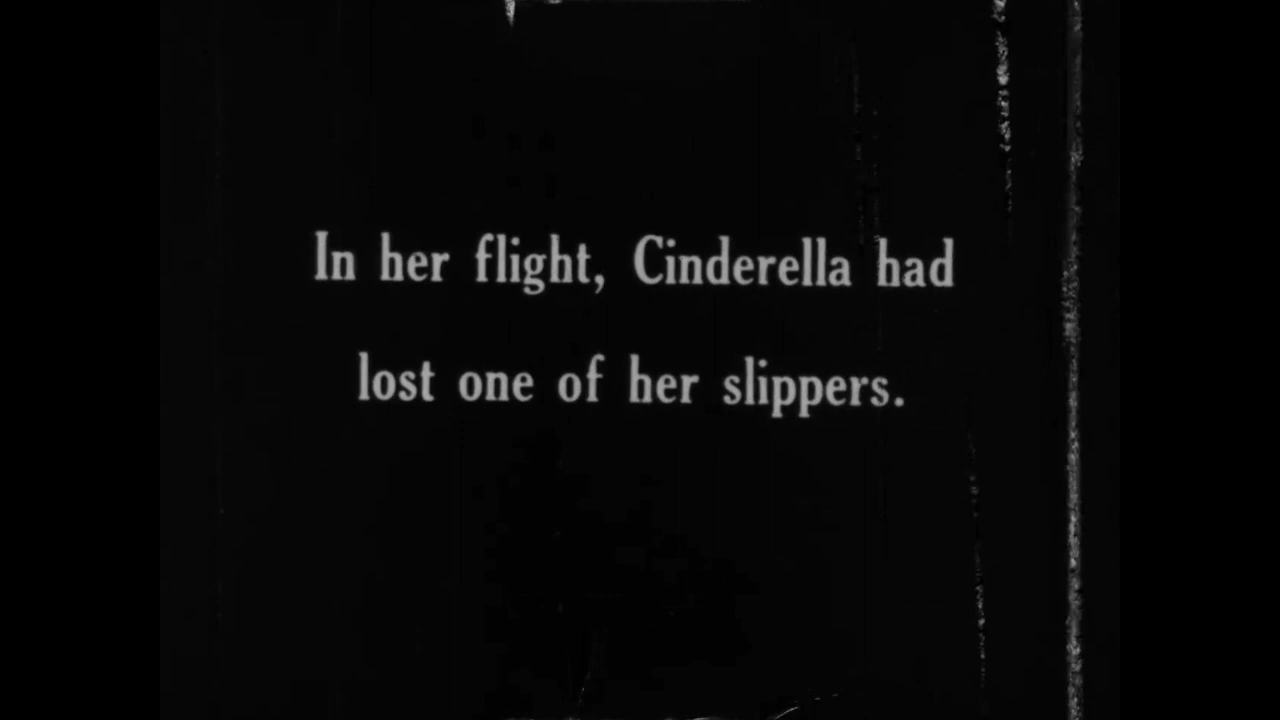 In her flight, Cinderella had
lost one of her slippers.